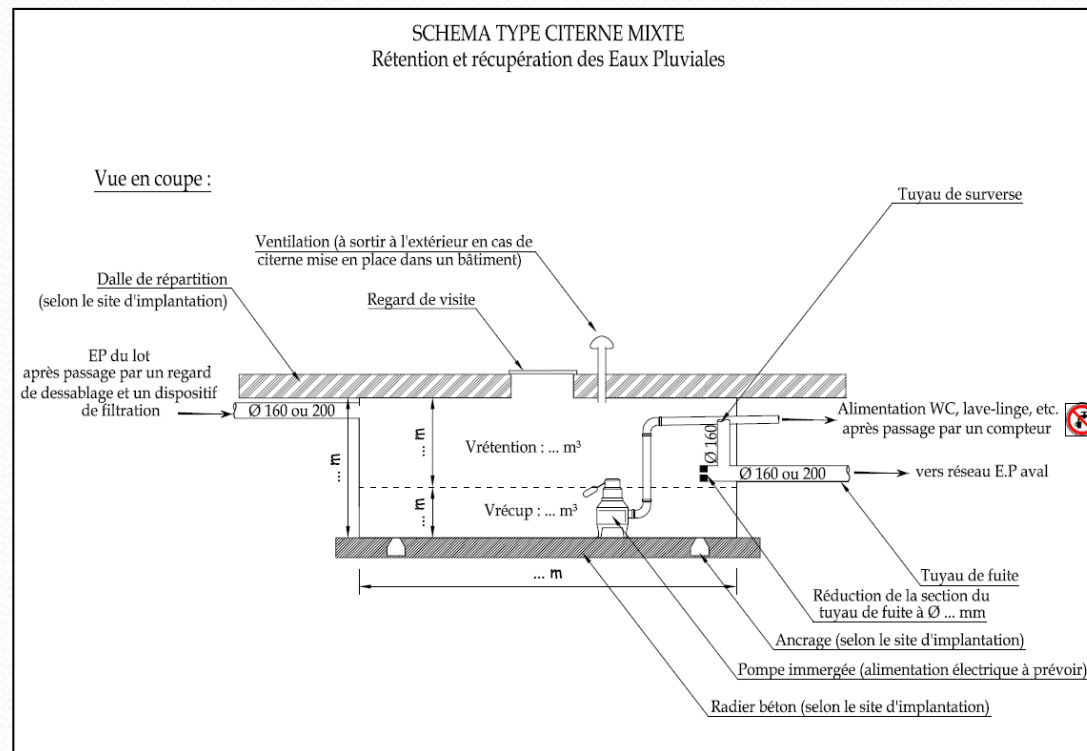 SCHEMA TYPE CITERNE MIXTE
Rétention et récupération des Eaux Pluviales
Vue en coupe :
Tuyau de surverse
Ventilation (à sortir à l'extérieur en cas de
citerne mise en place dans un bâtiment)
Dalle de répartition
(selon le site d'implantation)
Regard de visite
EP du lot
après passage par un regard
de dessablage et un dispositif
de filtration
Ø 160 ou 200
... m
... m
... m
Vrétention : ... m³
Vrécup : ... m³
Ø 160
Alimentation WC, lave-linge, etc.
après passage par un compteur
Ø 160 ou 200
vers réseau E.P aval
... m
Tuyau de fuite
Réduction de la section du
tuyau de fuite à Ø ... mm
Ancrage (selon le site d'implantation)
Pompe immergée (alimentation électrique à prévoir)
Radier béton (selon le site d'implantation)